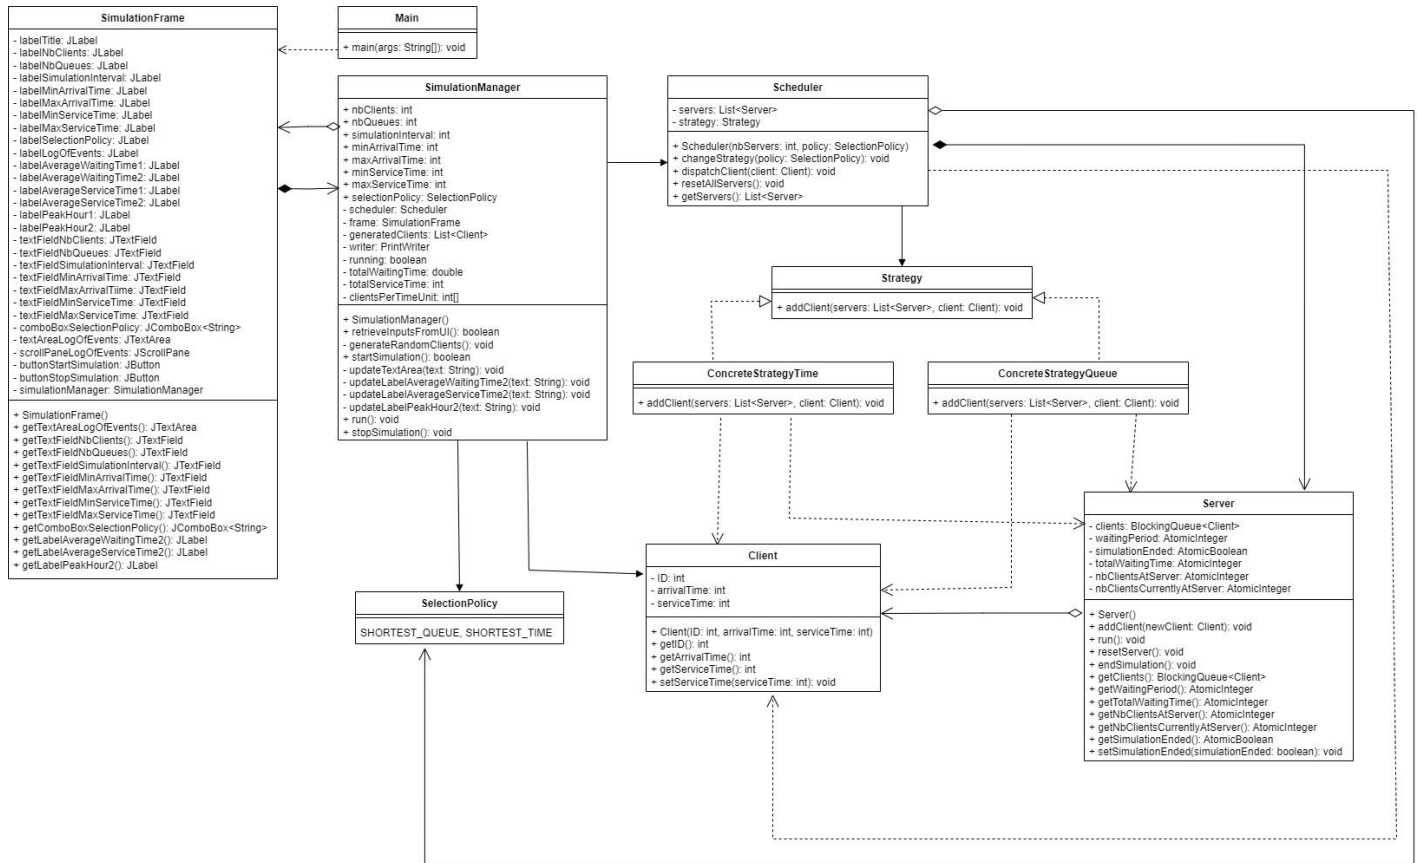 SimulationFrame
- labelTitle: JLabel
- labelNbClients: JLabel
- labelNbQueues: JLabel
- labelSimulationInterval: JLabel
- labelMinArrivalTime: JLabel
- labelMaxArrivalTime: JLabel
- labelMinServiceTime: JLabel
- labelMaxServiceTime: JLabel
- labelSelectionPolicy: JLabel
- labelLogOfEvents: JLabel
- labelAverageWaitingTime1: JLabel
- labelAverageWaitingTime2: JLabel
- labelAverageServiceTime1: JLabel
- labelAverageServiceTime2: JLabel
- labelPeakHour1: JLabel
- labelPeakHour2: JLabel
- textFieldNbClients: JTextField
- textFieldNbQueues: JTextField
- textFieldSimulationInterval: JTextField
- textFieldMinArrivalTime: JTextField
- textFieldMaxArrivalTiime: JTextField
- textFieldMinServiceTime: JTextField
- textFieldMaxServiceTime: JTextField
- comboBoxSelectionPolicy: JComboBox<String>
- textAreaLogOfEvents: JTextArea
- scrollPaneLogOfEvents: JScrollPane
- buttonStartSimulation: JButton
- buttonStopSimulation: JButton
- simulationManager: SimulationManager
+ SimulationFrame()
+ getTextAreaLogOfEvents(): JTextArea
+ getTextFieldNbClients(): JTextField
+ getTextFieldNbQueues(): JTextField
+ getTextFieldSimulationInterval(): JTextField
+ getTextFieldMinArrivalTime(): JTextField
+ getTextFieldMaxArrivalTime(): JTextField
+ getTextFieldMinServiceTime(): JTextField
+ getTextFieldMaxServiceTime(): JTextField
+ getComboBoxSelectionPolicy(): JComboBox<String>
+ getLabelAverageWaitingTime2(): JLabel
+ getLabelAverageServiceTime2(): JLabel
+ getLabelPeakHour2(): JLabel
Main
+ main(args: String[]): void
SimulationManager
+ nbClients: int
+ nbQueues: int
+ simulationInterval: int
+ minArrivalTime: int
+ maxArrivalTime: int
+ minServiceTime: int
+ maxServiceTime: int
+ selectionPolicy: SelectionPolicy
- scheduler: Scheduler
- frame: SimulationFrame
- generatedClients: List<Client>
- writer: PrintWriter
- running: boolean
- totalWaitingTime: double
- totalServiceTime: int
- clientsPerTimeUnit: int[]
+ SimulationManager()
+ retrieveInputsFromUI(): boolean
- generateRandomClients(): void
+ startSimulation(): boolean
- updateTextArea(text: String): void
- updateLabelAverageWaitingTime2(text: String): void
- updateLabelAverageServiceTime2(text: String): void
- updateLabelPeakHour2(text: String): void
+ run(): void
+ stopSimulation(): void
Scheduler
- servers: List<Server>
- strategy: Strategy
+ Scheduler(nbServers: int, policy: SelectionPolicy)
+ changeStrategy(policy: SelectionPolicy): void
+ dispatchClient(client: Client): void
+ resetAllServers(): void
+ getServers(): List<Server>
Strategy
+ addClient(servers: List<Server>, client: Client): void
ConcreteStrategyTime
+ addClient(servers: List<Server>, client: Client): void
ConcreteStrategyQueue
+ addClient(servers: List<Server>, client: Client): void
Server
- clients: BlockingQueue<Client>
- waitingPeriod: AtomicInteger
- simulationEnded: AtomicBoolean
- totalWaitingTime: AtomicInteger
- nbClientsAtServer: AtomicInteger
- nbClientsCurrentlyAtServer: AtomicInteger
+ Server()
+ addClient(newClient: Client): void
+ run(): void
+ resetServer(): void
+ endSimulation(): void
+ getClients(): BlockingQueue<Client>
+ getWaitingPeriod(): AtomicInteger
+ getTotalWaitingTime(): AtomicInteger
+ getNbClientsAtServer(): AtomicInteger
+ getNbClientsCurrentlyAtServer(): AtomicInteger
+ getSimulationEnded(): AtomicBoolean
+ setSimulationEnded(simulationEnded: boolean): void
Client
- ID: int
- arrivalTime: int
- serviceTime: int
+ Client(ID: int, arrivalTime: int, serviceTime: int)
+ getID(): int
+ getArrivalTime(): int
+ getServiceTime(): int
+ setServiceTime(serviceTime: int): void
SelectionPolicy
SHORTEST_QUEUE, SHORTEST_TIME